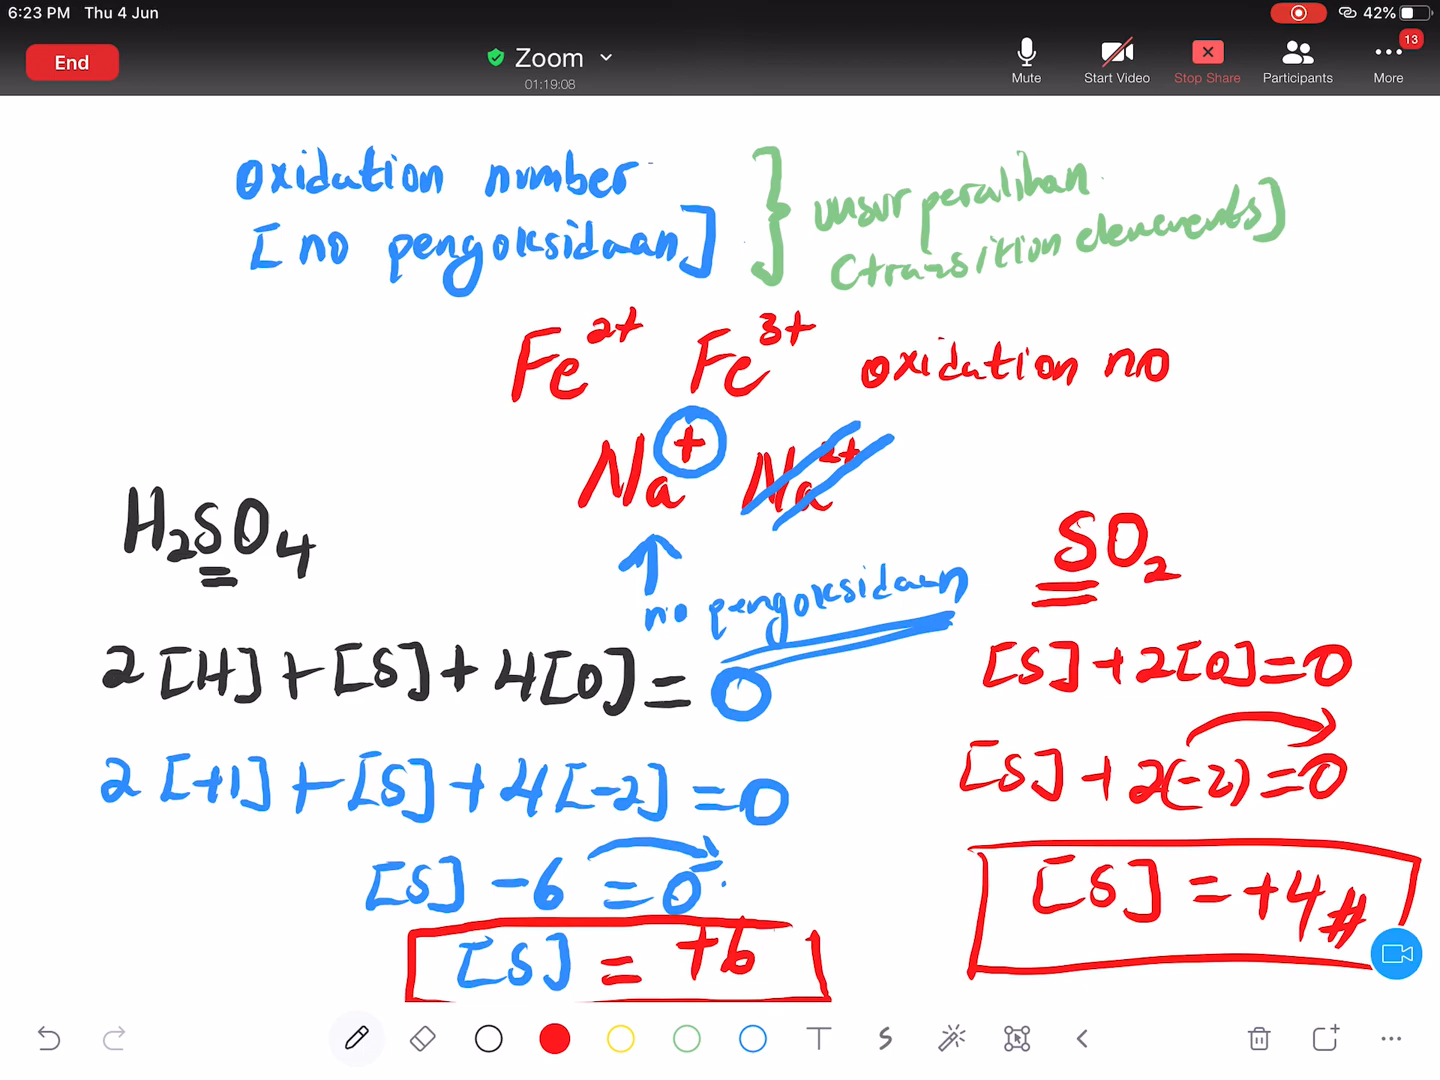 6:23 PM Thu 4 Jun
42%
End
Zoom
01:19:08
Mute
Start Video
Stop Share
Participants
13
More
oxidation number
[no pengoksidaan]
unsur peralihan
(transition elements]
Fe²⁺ Fe³⁺ oxidation no
Na⁺ Na²⁺
H₂SO₄
SO₂
no pengoksidaan
2[H]+[S]+4[O]=0
[S]+2[O]=0
2[+1]+[S]+4[-2]=0
[S]+2(-2)=0
[S]-6=0
[S]=+4#
[S]=+6
T